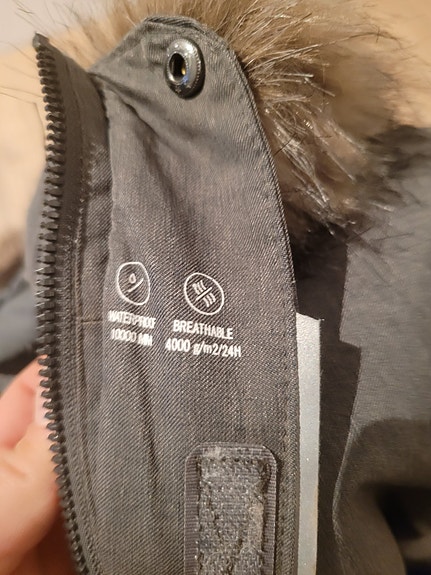 WATERPROOF
10000 MM
BREATHABLE
4000 g/m2/24H